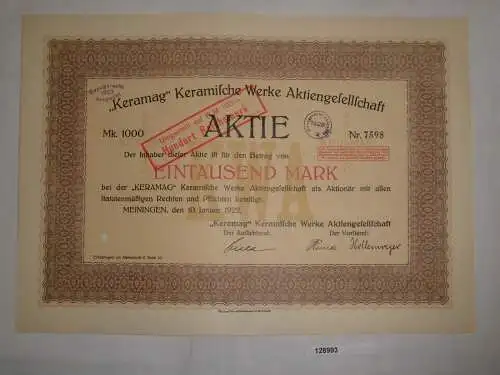 „Keramag“ Keramische Werke Aktiengesellschaft
Mk. 1000
AKTIE
Nr. 7598
Hundert Reichsmark
Der Inhaber dieser Aktie ist für den Betrag von
EINTAUSEND MARK
bei der „KERAMAG“ Keramische Werke Aktiengesellschaft als Aktionär mit allen
statutenmäßigen Rechten und Pflichten beteiligt.
MEININGEN, den 10. Januar 1922.
„Keramag“ Keramische Werke Aktiengesellschaft
Der Aufsichtsrat: Der Vorstand:
128993